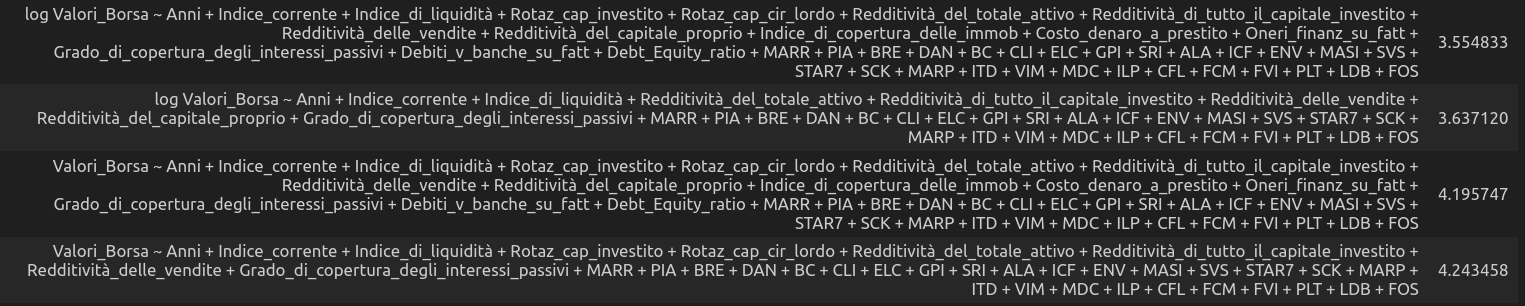 log Valori_Borsa ~ Anni + Indice_corrente + Indice_di_liquidità + Rotaz_cap_investito + Rotaz_cap_cir_lordo + Redditività_del_totale_attivo + Redditività_di_tutto_il_capitale_investito +
Redditività_delle_vendite + Redditività_del_capitale_proprio + Indice_di_copertura_delle_immob + Costo_denaro_a_prestito + Oneri_finanz_su_fatt +
Grado_di_copertura_degli_interessi_passivi + Debiti_v_banche_su_fatt + Debt_Equity_ratio + MARR + PIA + BRE + DAN + BC + CLI + ELC + GPI + SRI + ALA + ICF + ENV + MASI + SVS +
STAR7 + SCK + MARP + ITD + VIM + MDC + ILP + CFL + FCM + FVI + PLT + LDB + FOS
3.554833
log Valori_Borsa ~ Anni + Indice_corrente + Indice_di_liquidità + Redditività_del_totale_attivo + Redditività_di_tutto_il_capitale_investito + Redditività_delle_vendite +
Redditività_del_capitale_proprio + Grado_di_copertura_degli_interessi_passivi + MARR + PIA + BRE + DAN + BC + CLI + ELC + GPI + SRI + ALA + ICF + ENV + MASI + SVS + STAR7 + SCK +
MARP + ITD + VIM + MDC + ILP + CFL + FCM + FVI + PLT + LDB + FOS
3.637120
Valori_Borsa ~ Anni + Indice_corrente + Indice_di_liquidità + Rotaz_cap_investito + Rotaz_cap_cir_lordo + Redditività_del_totale_attivo + Redditività_di_tutto_il_capitale_investito +
Redditività_delle_vendite + Redditività_del_capitale_proprio + Indice_di_copertura_delle_immob + Costo_denaro_a_prestito + Oneri_finanz_su_fatt +
Grado_di_copertura_degli_interessi_passivi + Debiti_v_banche_su_fatt + Debt_Equity_ratio + MARR + PIA + BRE + DAN + BC + CLI + ELC + GPI + SRI + ALA + ICF + ENV + MASI + SVS +
STAR7 + SCK + MARP + ITD + VIM + MDC + ILP + CFL + FCM + FVI + PLT + LDB + FOS
4.195747
Valori_Borsa ~ Anni + Indice_corrente + Indice_di_liquidità + Rotaz_cap_investito + Rotaz_cap_cir_lordo + Redditività_del_totale_attivo + Redditività_di_tutto_il_capitale_investito +
Redditività_delle_vendite + Grado_di_copertura_degli_interessi_passivi + MARR + PIA + BRE + DAN + BC + CLI + ELC + GPI + SRI + ALA + ICF + ENV + MASI + SVS + STAR7 + SCK + MARP +
ITD + VIM + MDC + ILP + CFL + FCM + FVI + PLT + LDB + FOS
4.243458